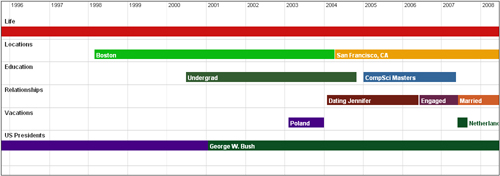 1996 1997 1998 1999 2000 2001 2002 2003 2004 2005 2006 2007 2008
Life
Locations
Boston San Francisco, CA
Education
Undergrad CompSci Masters
Relationships
Dating Jennifer Engaged Married
Vacations
Poland Netherland
US Presidents
George W. Bush